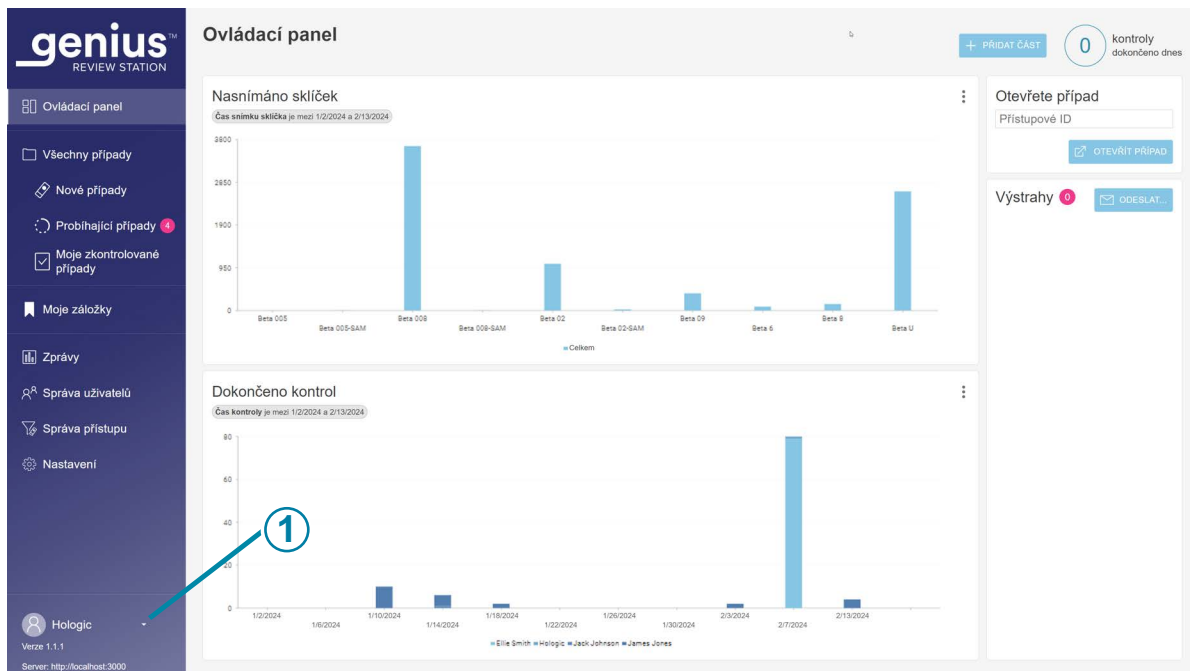 genius™
REVIEW STATION
Ovládací panel
Všechny případy
Nové případy
Probíhající případy 4
Moje zkontrolované
případy
Moje záložky
Zprávy
Správa uživatelů
Správa přístupu
Nastavení
Hologic
Verze 1.1.1
Server: http://localhost:3000
1
Ovládací panel
+ PŘIDAT ČÁST
0
kontroly
dokončeno dnes
Nasnímáno sklíček
Čas snímku sklíčka je mezi 1/2/2024 a 2/13/2024
3800
2850
1900
950
0
Beta 005
Beta 005-SAM
Beta 008
Beta 008-SAM
Beta 02
Beta 02-SAM
Beta 09
Beta 6
Beta 8
Beta U
Celkem
Dokončeno kontrol
Čas kontroly je mezi 1/2/2024 a 2/13/2024
80
60
40
20
0
1/2/2024
1/6/2024
1/10/2024
1/14/2024
1/18/2024
1/22/2024
1/26/2024
1/30/2024
2/3/2024
2/7/2024
2/13/2024
Ellie Smith Hologic Jack Johnson James Jones
Otevřete případ
Přístupové ID
OTEVŘÍT PŘÍPAD
Výstrahy 0
ODESLAT...